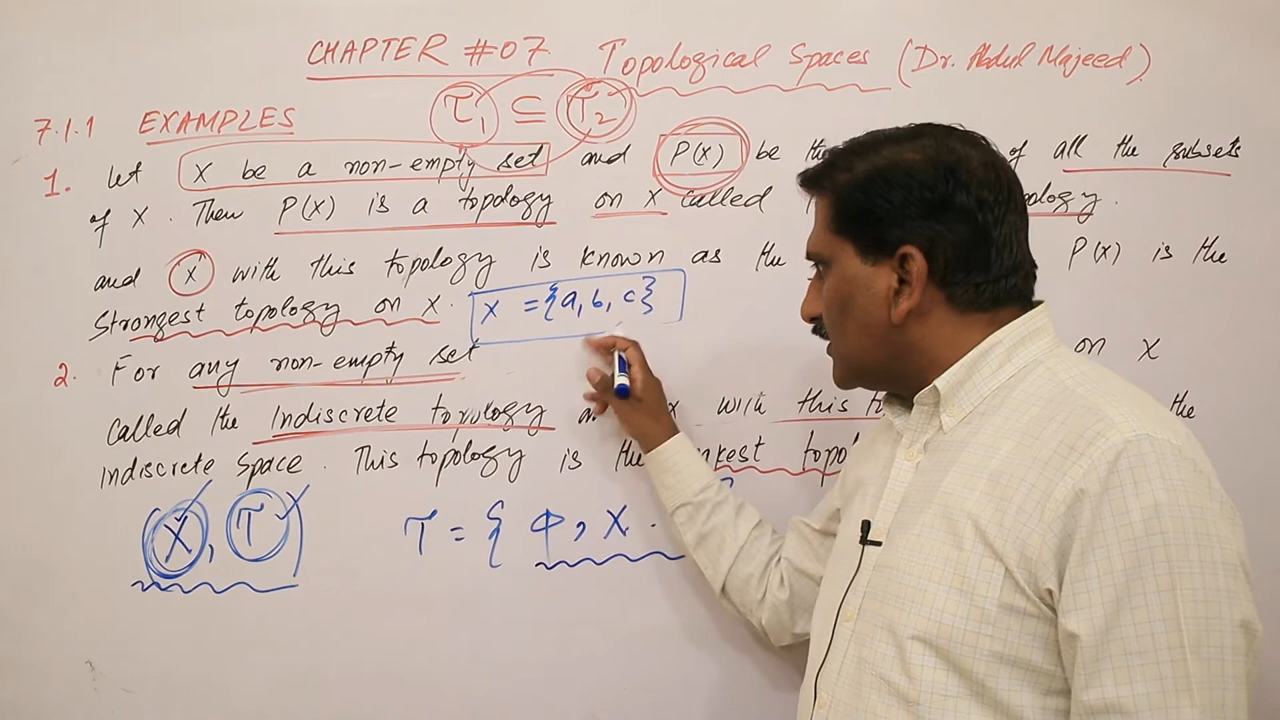 CHAPTER #07 Topological Spaces (Dr. Abdul Majeed)
τ₁ ⊆ τ₂
7.1.1 EXAMPLES
1. Let X be a non-empty set and P(X) be the of all the subsets
of X. Then P(X) is a topology on X called
and X with this topology is known as the P(X) is the
Strongest topology on X. X = {a, b, c}
2. For any non-empty set on X
Called the Indiscrete topology X with this the
Indiscrete Space. This topology is the
(X, τ) τ = { φ, X